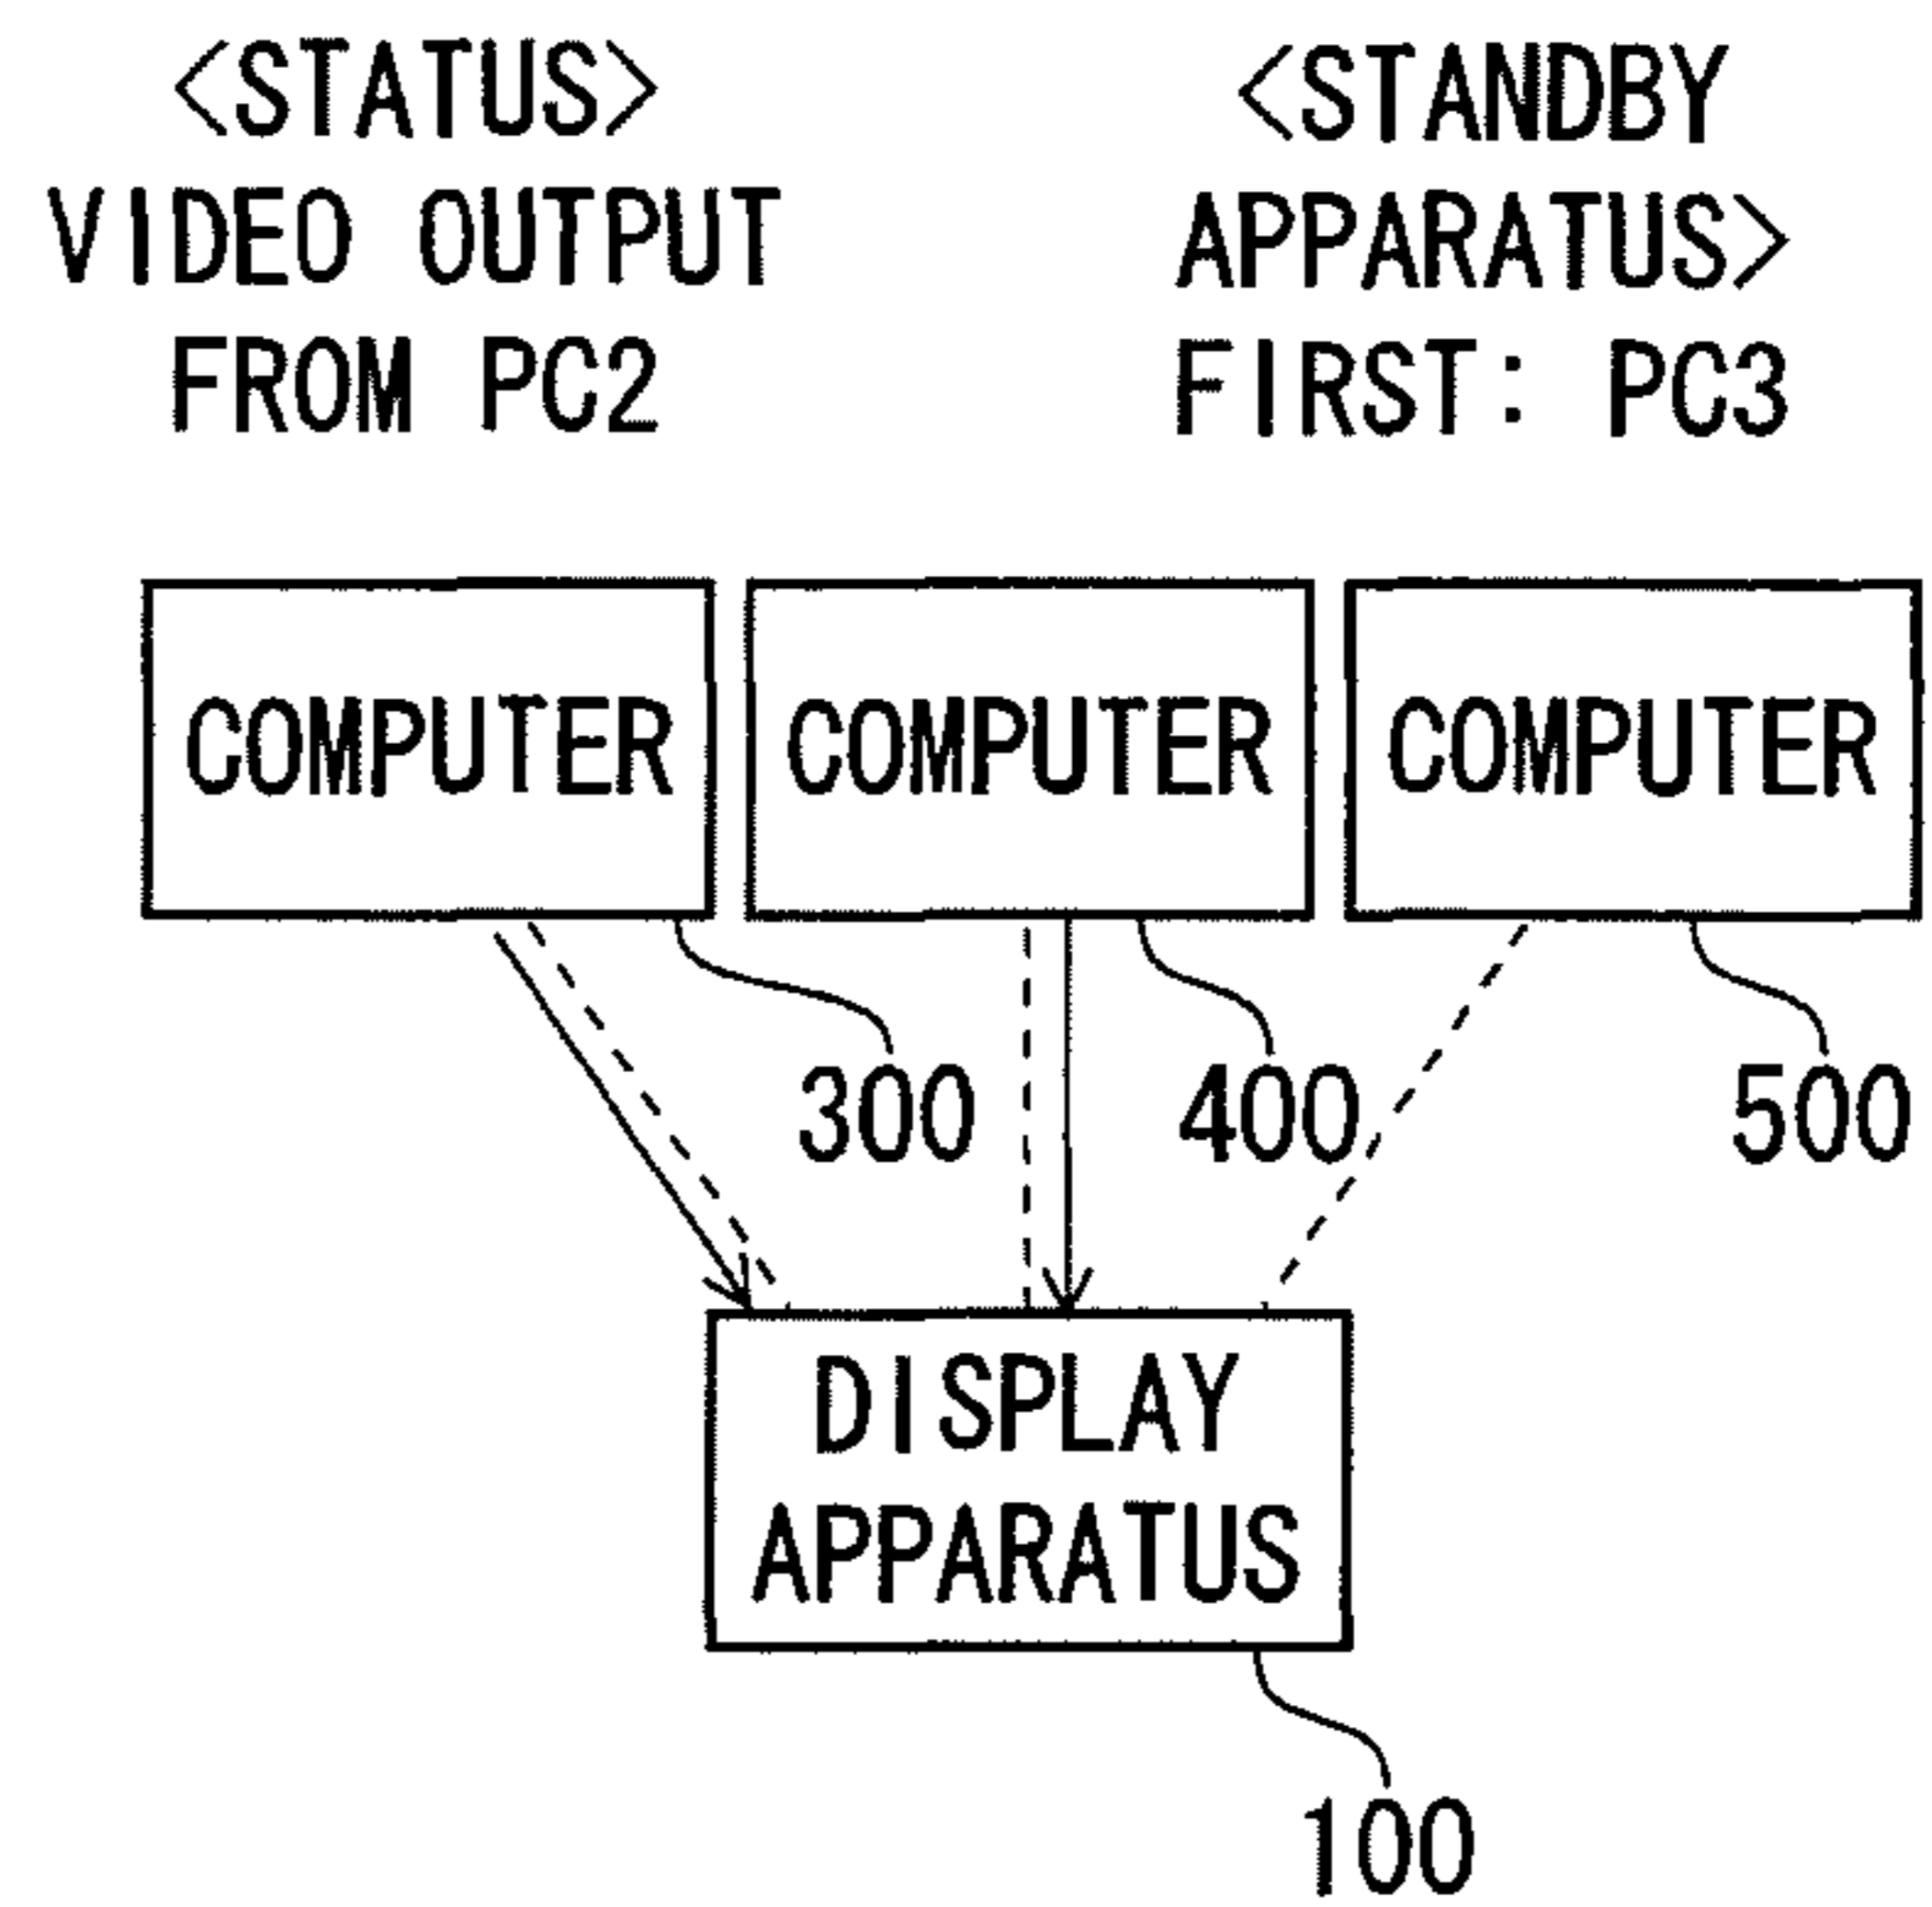 <STATUS>
VIDEO OUTPUT
FROM PC2
<STANDBY
APPARATUS>
FIRST: PC3
COMPUTER
COMPUTER
COMPUTER
300
400
500
DISPLAY
APPARATUS
100